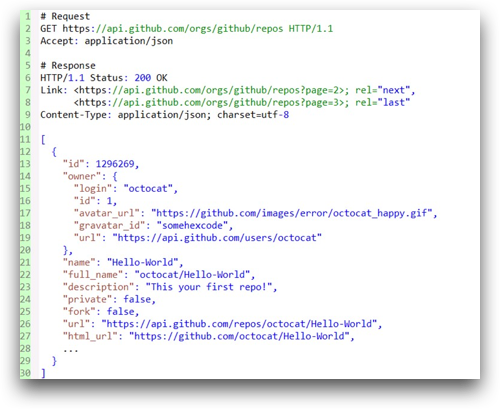 1 # Request
2 GET https://api.github.com/orgs/github/repos HTTP/1.1
3 Accept: application/json
4
5 # Response
6 HTTP/1.1 Status: 200 OK
7 Link: <https://api.github.com/orgs/github/repos?page=2>; rel="next",
8       <https://api.github.com/orgs/github/repos?page=3>; rel="last"
9 Content-Type: application/json; charset=utf-8
10
11 [
12   {
13     "id": 1296269,
14     "owner": {
15       "login": "octocat",
16       "id": 1,
17       "avatar_url": "https://github.com/images/error/octocat_happy.gif",
18       "gravatar_id": "somehexcode",
19       "url": "https://api.github.com/users/octocat"
20     },
21     "name": "Hello-World",
22     "full_name": "octocat/Hello-World",
23     "description": "This your first repo!",
24     "private": false,
25     "fork": false,
26     "url": "https://api.github.com/repos/octocat/Hello-World",
27     "html_url": "https://github.com/octocat/Hello-World",
28     ...
29   }
30 ]